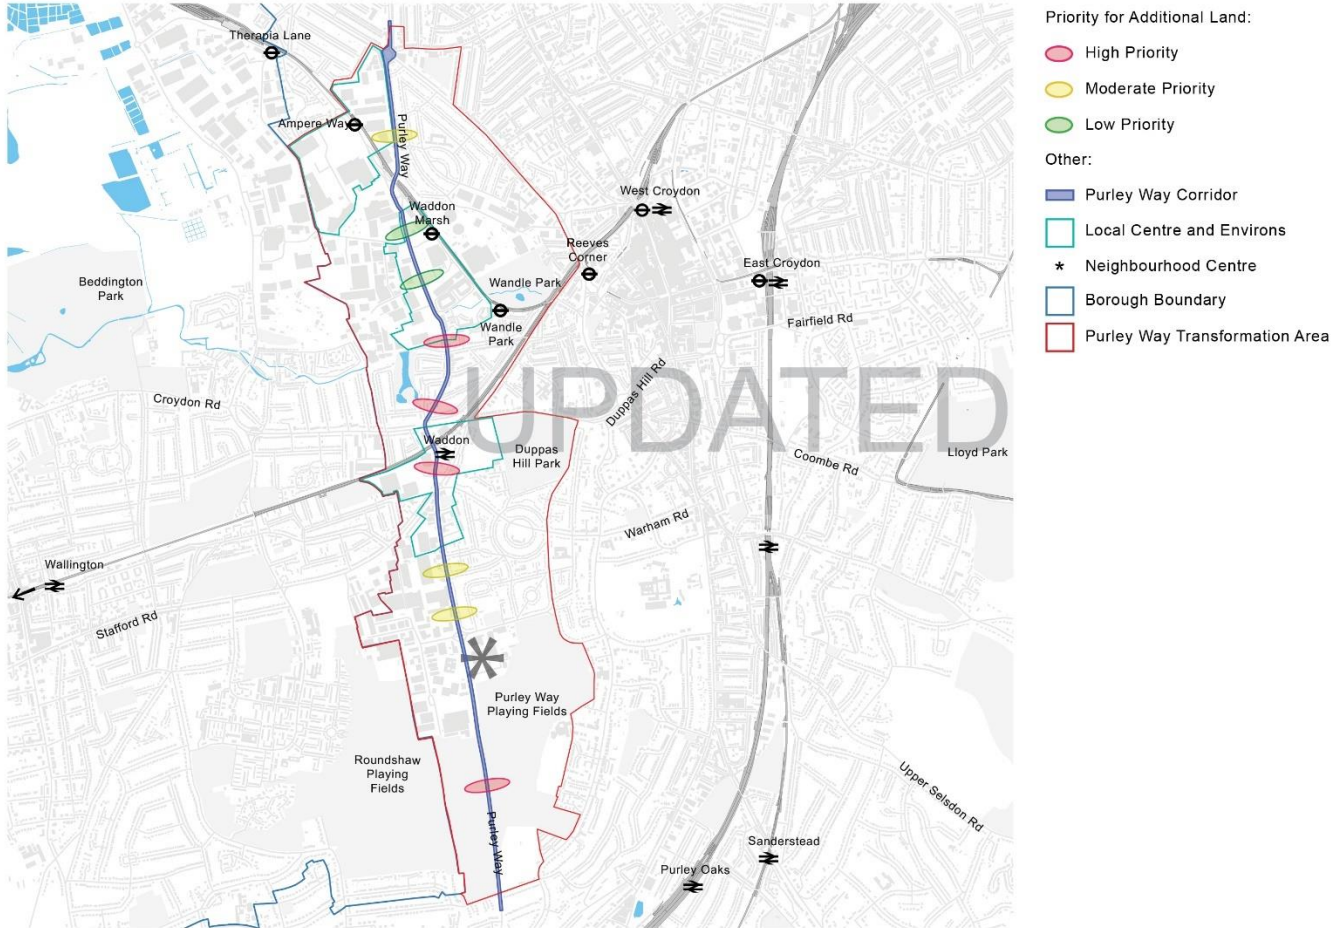 Therapia Lane
Ampere Way
Purley Way
Waddon
Marsh
West Croydon
Reeves
Corner
East Croydon
Beddington
Park
Wandle Park
Wandle
Park
Fairfield Rd
Croydon Rd
Duppas Hill Rd
UPDATED
Waddon
Duppas
Hill Park
Coombe Rd
Lloyd Park
Warham Rd
Wallington
Stafford Rd
*
Purley Way
Playing Fields
Roundshaw
Playing
Fields
Upper Selsdon Rd
Purley Way
Sanderstead
Purley Oaks
Priority for Additional Land:
High Priority
Moderate Priority
Low Priority
Other:
Purley Way Corridor
Local Centre and Environs
* Neighbourhood Centre
Borough Boundary
Purley Way Transformation Area